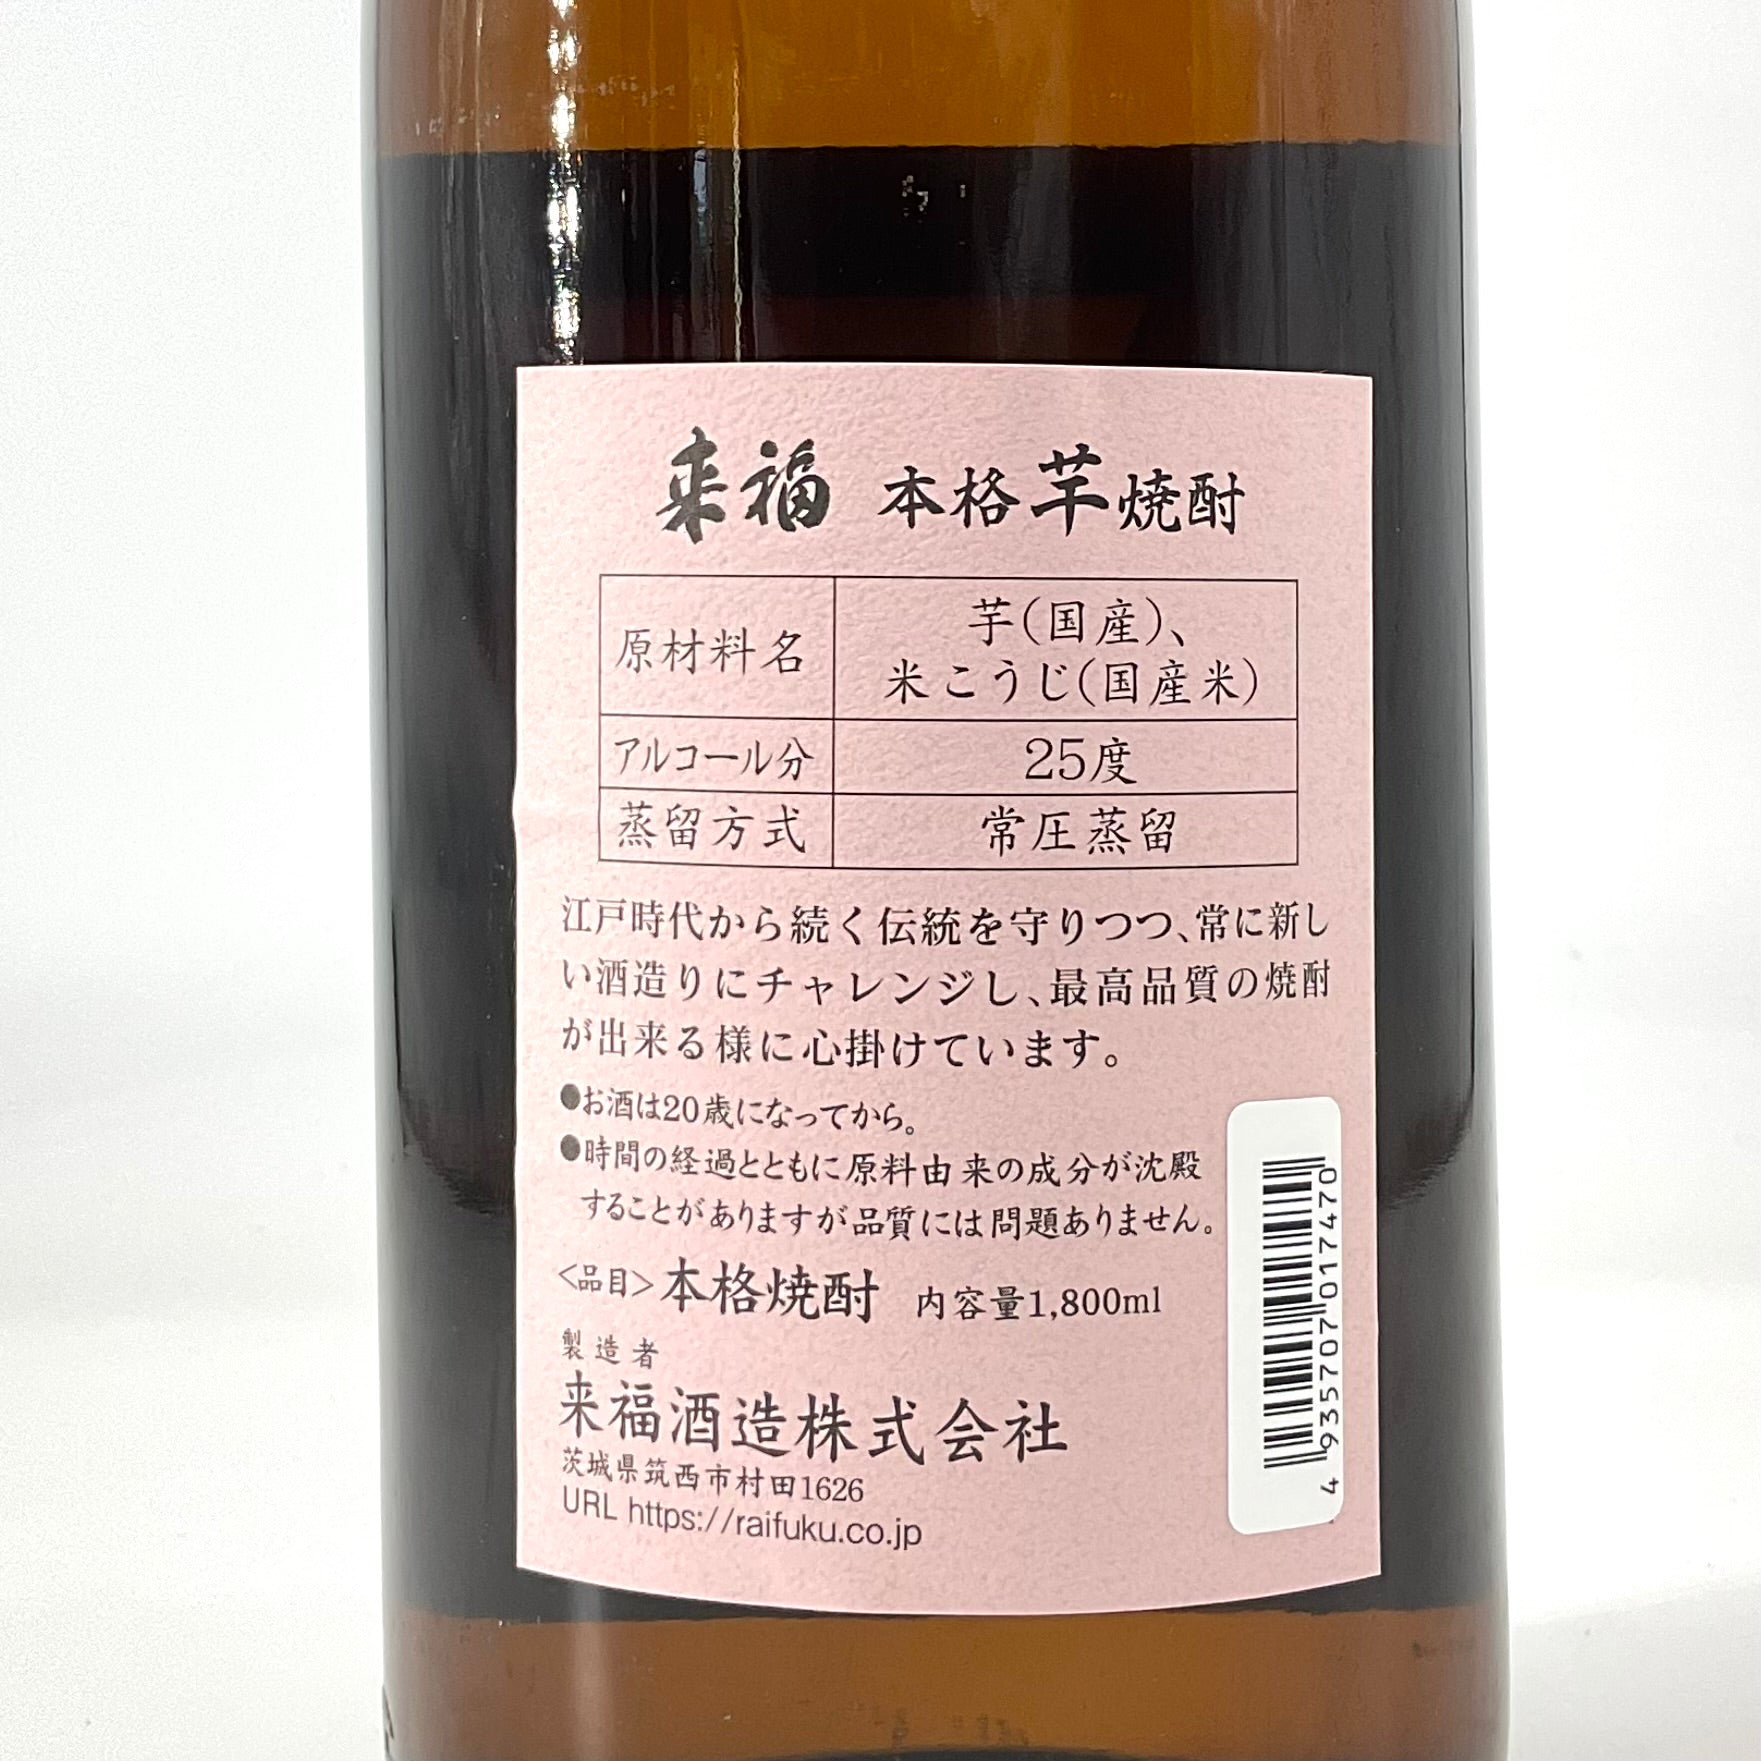 来福 本格芋焼酎
原材料名
芋(国産)、
米こうじ(国産米)
アルコール分 25度
蒸留方式 常圧蒸留
江戸時代から続く伝統を守りつつ、常に新し
い酒造りにチャレンジし、最高品質の焼酎
が出来る様に心掛けています。
●お酒は20歳になってから。
●時間の経過とともに原料由来の成分が沈殿
することがありますが品質には問題ありません。
<品目>本格焼酎 内容量1,800ml
製造者
来福酒造株式会社
茨城県筑西市村田1626
URL https://raifuku.co.jp
4 935707 017470